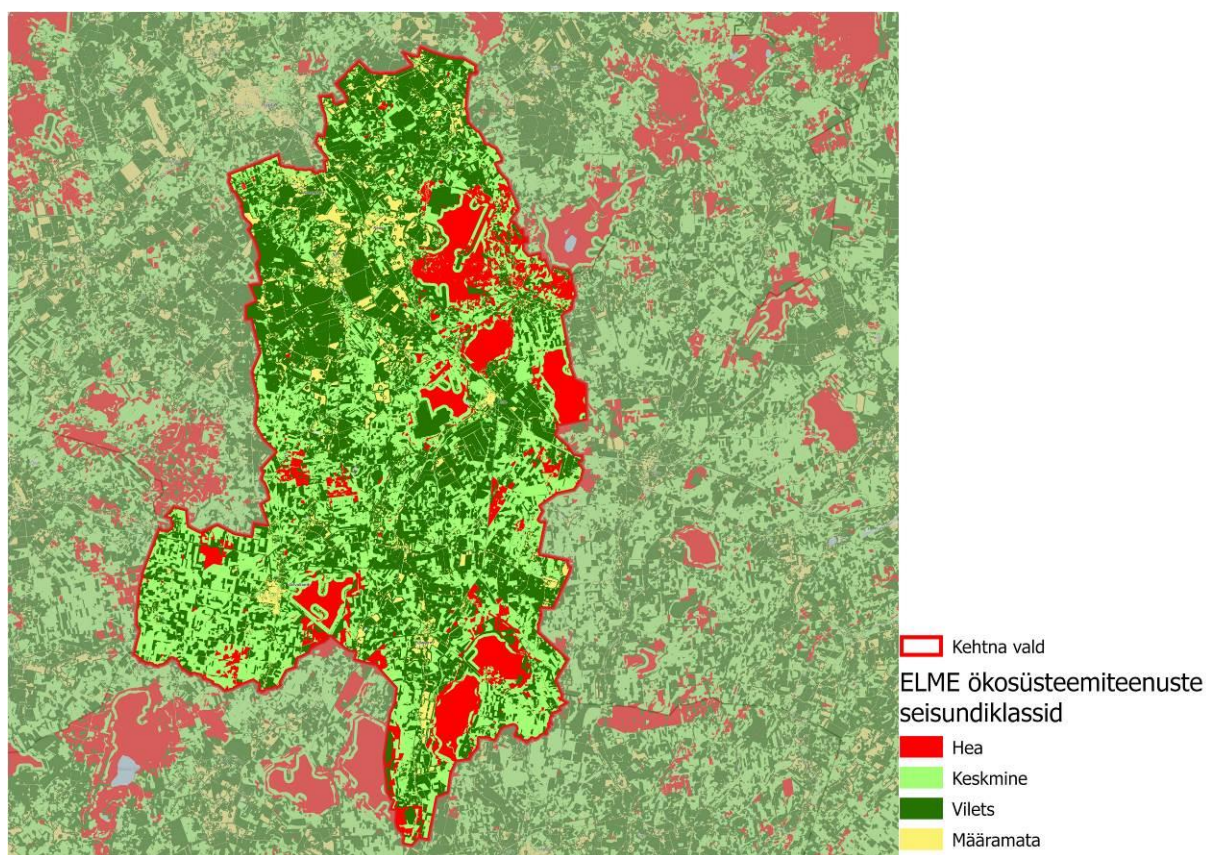 Kehtna vald
ELME ökosüsteemiteenuste
seisundiklassid
Hea
Keskmine
Vilets
Määramata